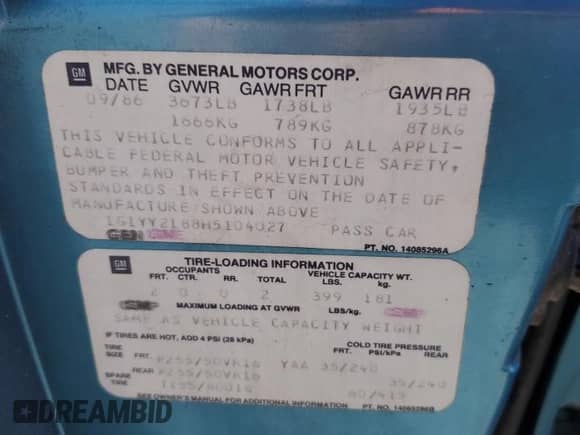 GM
MFG. BY GENERAL MOTORS CORP.
DATE GVWR GAWR FRT GAWR RR
09/86 3673LB 1738LB 1935LB
1666KG 789KG 878KG
THIS VEHICLE CONFORMS TO ALL APPLI-
CABLE FEDERAL MOTOR VEHICLE SAFETY,
BUMPER AND THEFT PREVENTION
STANDARDS IN EFFECT ON THE DATE OF
MANUFACTURE SHOWN ABOVE
1G1YY2188H5104027 PASS CAR
PT. NO. 14085296A
GM
TIRE-LOADING INFORMATION
OCCUPANTS VEHICLE CAPACITY WT.
FRT. CTR. RR. TOTAL LBS. kg.
2 0 0 2 399 181
MAXIMUM LOADING AT GVWR LBS/kg.
SAME AS VEHICLE CAPACITY WEIGHT
IF TIRES ARE HOT, ADD 4 PSI (28 kPa)
TIRE COLD TIRE PRESSURE
SIZE FRT. PSI/kPa REAR
P255/50VR16 YAA 35/240
REAR P255/50VR16 35/240
SPARE
TIRE 60/415
SEE OWNER'S MANUAL FOR ADDITIONAL INFORMATION PT. NO. 14085286B
DREAMBID